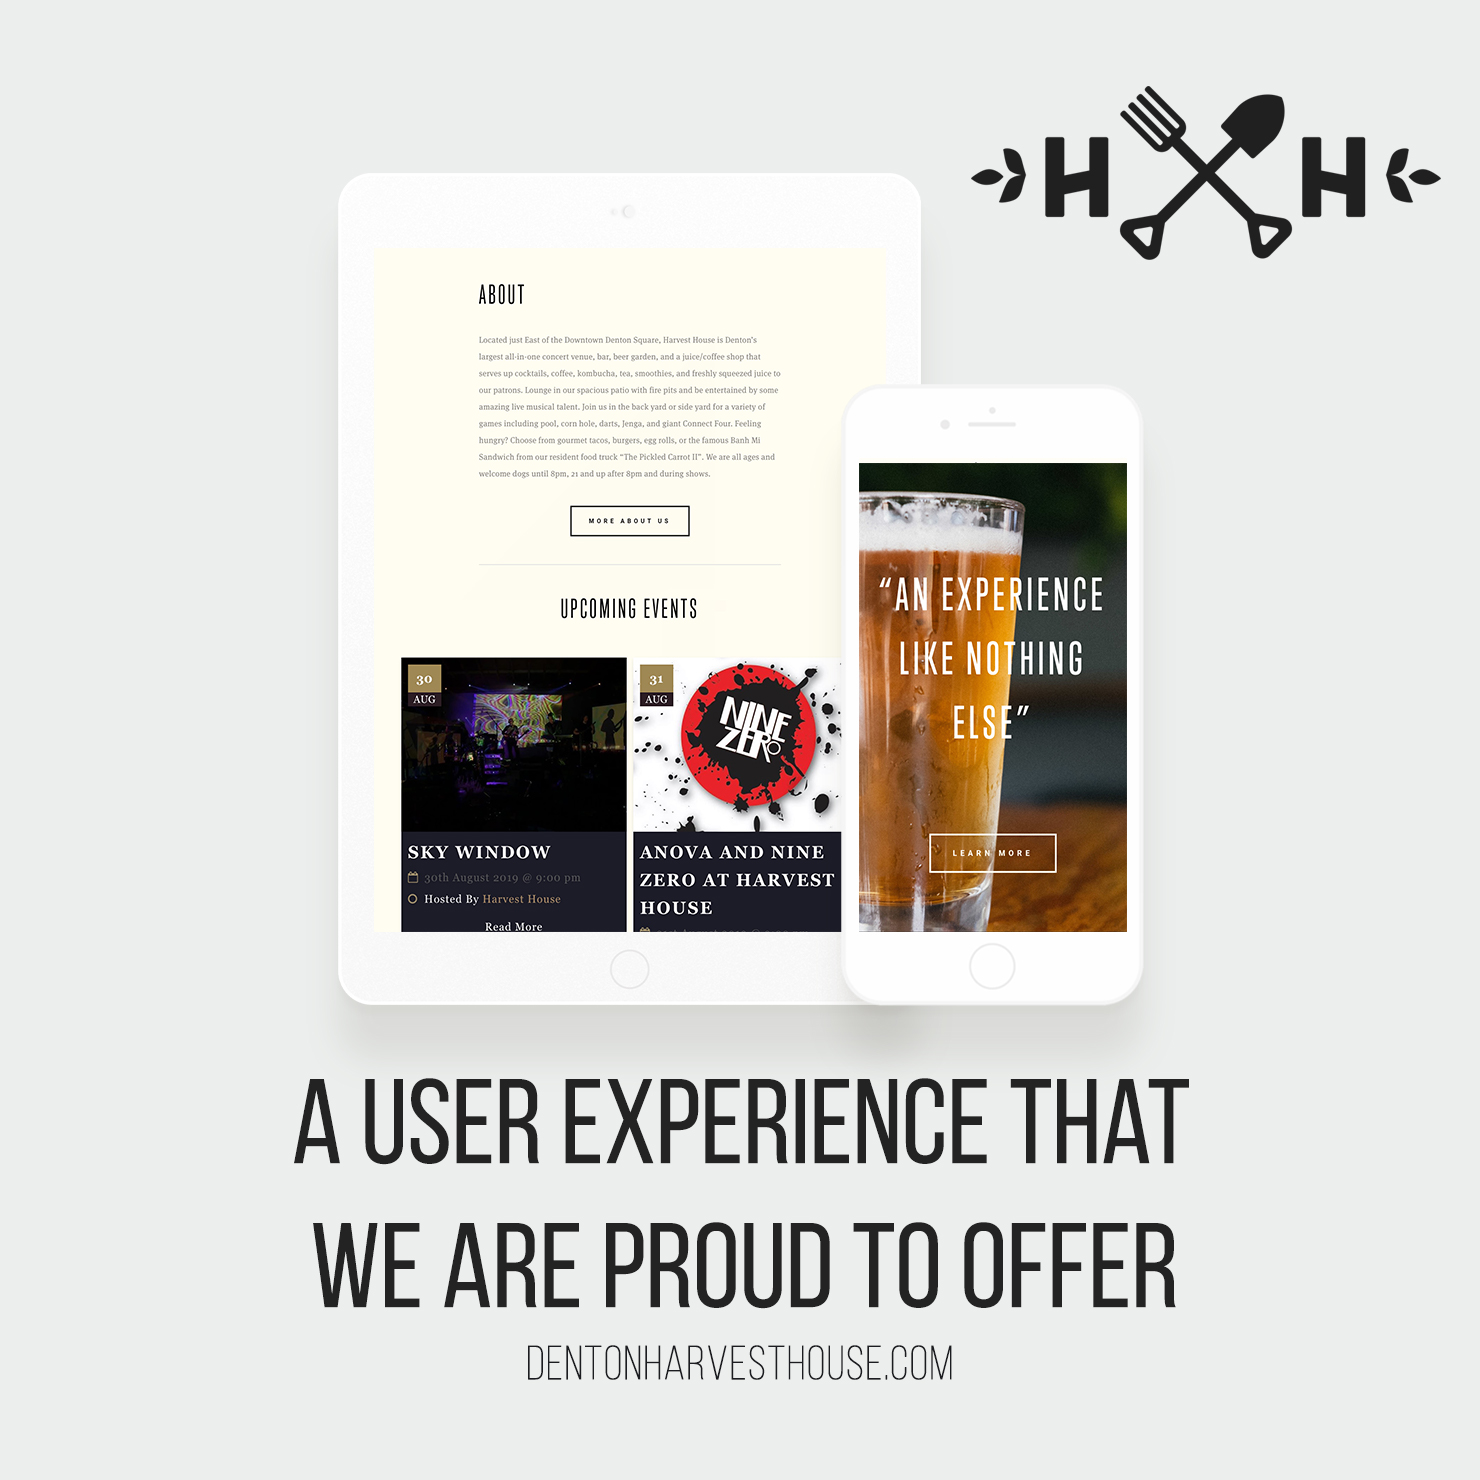 H H
ABOUT
Located just East of the Downtown Denton Square, Harvest House is Denton's
largest all-in-one concert venue, bar, beer garden, and a juice/coffee shop that
serves up cocktails, coffee, kombucha, tea, smoothies, and freshly squeezed juice to
our patrons. Lounge in our spacious patio with fire pits and be entertained by some
amazing live musical talent. Join us in the back yard or side yard for a variety of
games including pool, corn hole, darts, Jenga, and giant Connect Four. Feeling
hungry? Choose from gourmet tacos, burgers, egg rolls, or the famous Banh Mi
Sandwich from our resident food truck “The Pickled Carrot II”. We are all ages and
welcome dogs until 8pm, 21 and up after 8pm and during shows.
MORE ABOUT US
UPCOMING EVENTS
30
AUG
SKY WINDOW
30th August 2019 @ 9:00 pm
Hosted By Harvest House
Read More
31
AUG
NINE
ZERO
ANOVA AND NINE
ZERO AT HARVEST
HOUSE
“AN EXPERIENCE
LIKE NOTHING
ELSE”
LEARN MORE
A USER EXPERIENCE THAT
WE ARE PROUD TO OFFER
DENTONHARVESTHOUSE.COM